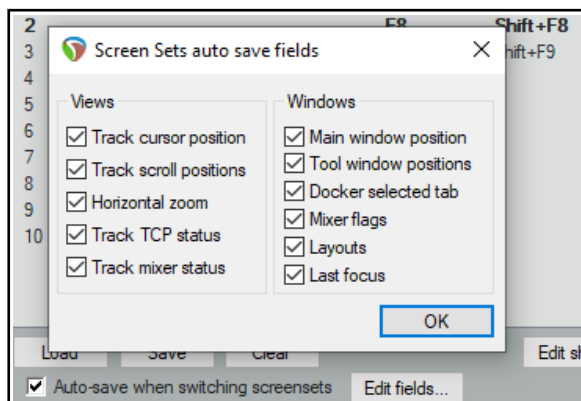 2 F8 Shift+F8
3 Shift+F9
4
5
6
7
8
9
10
Screen Sets auto save fields
Views
Track cursor position
Track scroll positions
Horizontal zoom
Track TCP status
Track mixer status
Windows
Main window position
Tool window positions
Docker selected tab
Mixer flags
Layouts
Last focus
OK
Load Save Clear Edit
Auto-save when switching screensets Edit fields...